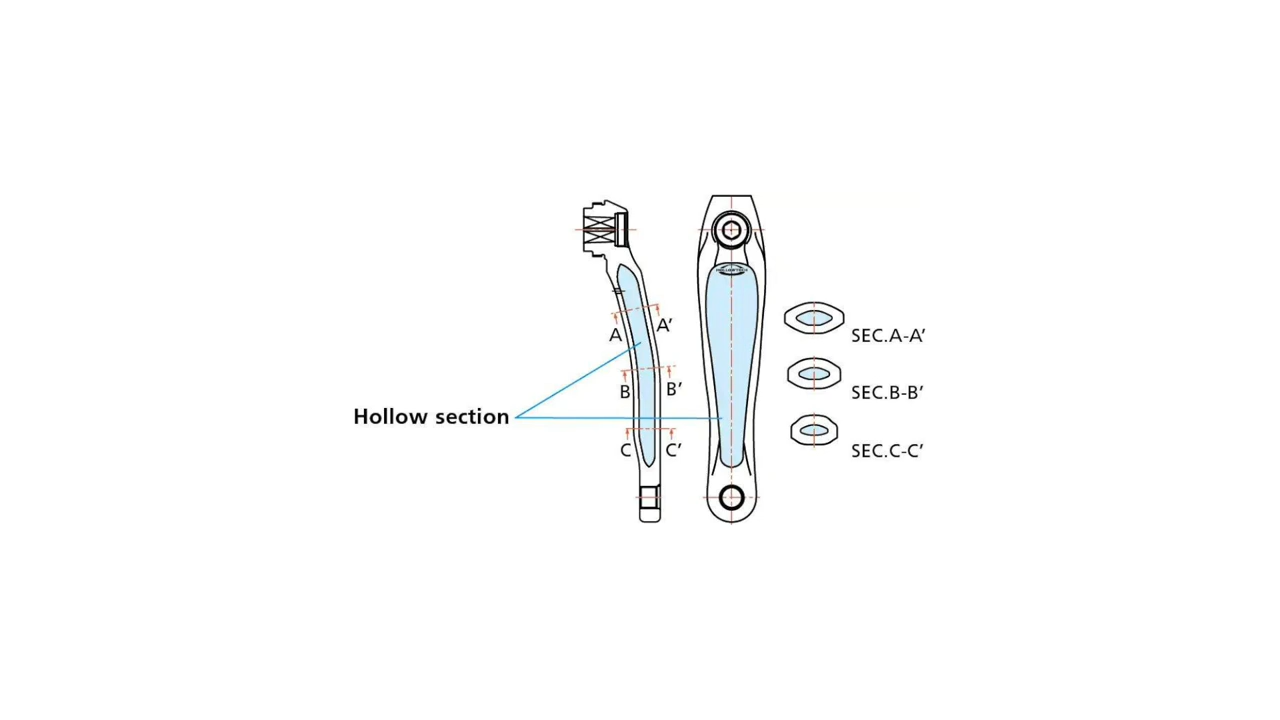 A
A’
SEC.A-A’
B
B’
SEC.B-B’
Hollow section
C
C’
SEC.C-C’